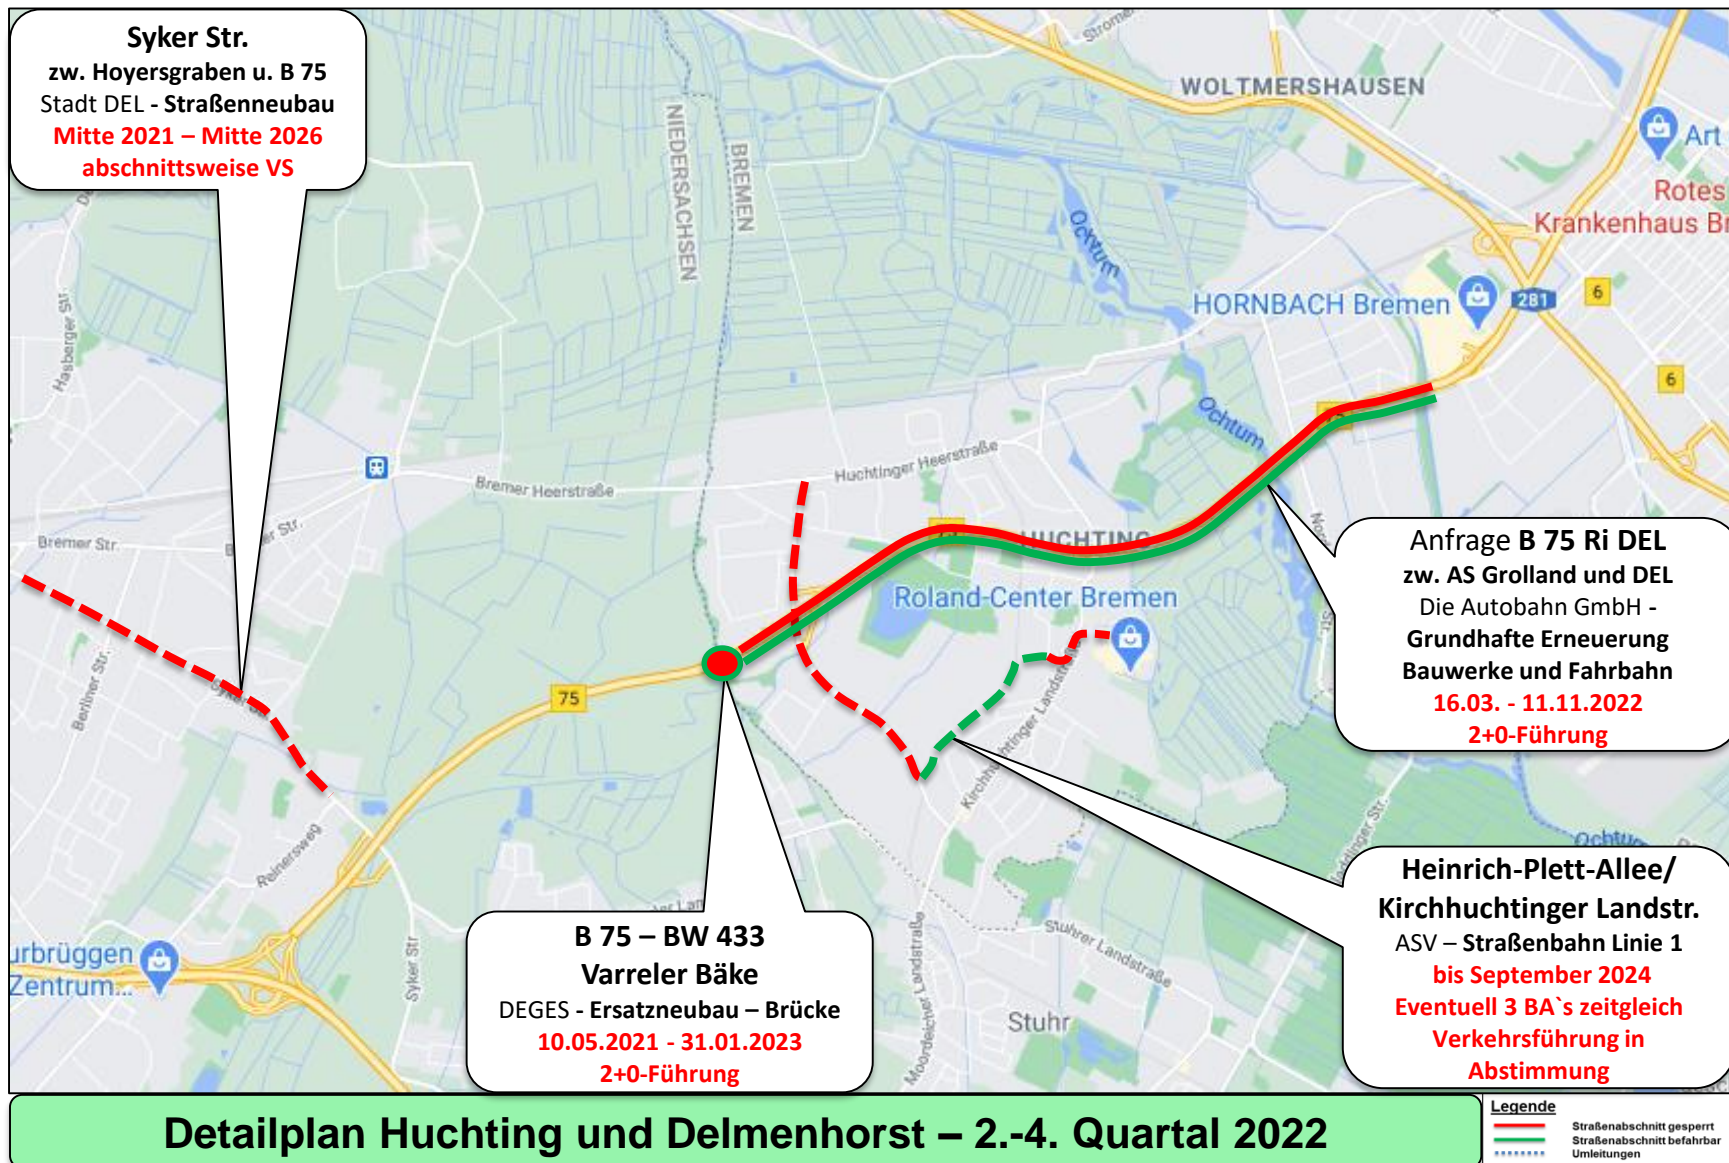 Syker Str.
zw. Hoyersgraben u. B 75
Stadt DEL - Straßenneubau
Mitte 2021 – Mitte 2026
abschnittsweise VS
NIEDERSACHSEN
BREMEN
WOLTMERSHAUSEN
Art
Rotes
Krankenhaus Br
Ochtum
HORNBACH Bremen
281
6
6
Hasberger Str.
Ochtum
Huchtinger Heerstraße
Bremer Heerstraße
Bremer Str.
HUCHTING
Roland-Center Bremen
Anfrage B 75 Ri DEL
zw. AS Grolland und DEL
Die Autobahn GmbH -
Grundhafte Erneuerung
Bauwerke und Fahrbahn
16.03. - 11.11.2022
2+0-Führung
Berliner Str.
75
Kirchhuchtinger Landstraße
Reinersweg
Syker Str
urbrüggen
Zentrum...
B 75 – BW 433
Varreler Bäke
DEGES - Ersatzneubau – Brücke
10.05.2021 - 31.01.2023
2+0-Führung
Moordeicher Landstraße
Stuhrer Landstraße
Stuhr
Heinrich-Plett-Allee/
Kirchhuchtinger Landstr.
ASV – Straßenbahn Linie 1
bis September 2024
Eventuell 3 BA`s zeitgleich
Verkehrsführung in
Abstimmung
Detailplan Huchting und Delmenhorst – 2.-4. Quartal 2022
Legende
Straßenabschnitt gesperrt
Straßenabschnitt befahrbar
Umleitungen